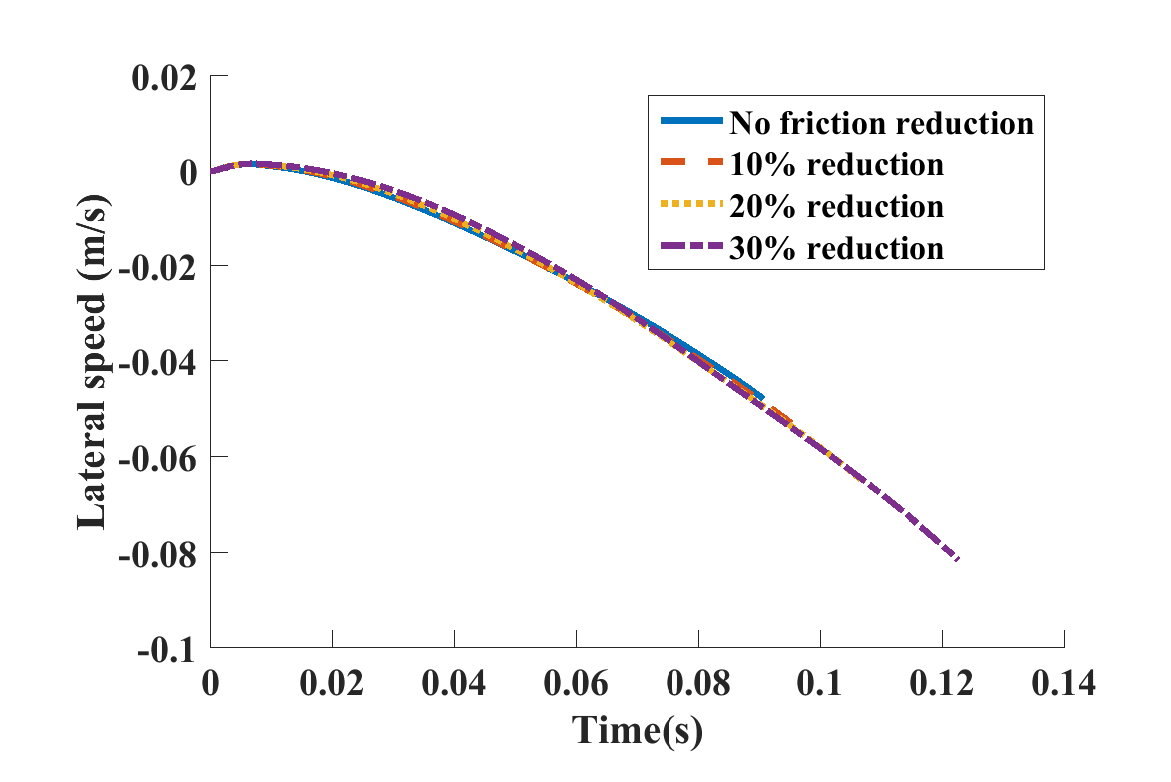 0.02
0
-0.02
-0.04
-0.06
-0.08
-0.1
Lateral speed (m/s)
No friction reduction
10% reduction
20% reduction
30% reduction
0 0.02 0.04 0.06 0.08 0.1 0.12 0.14
Time(s)